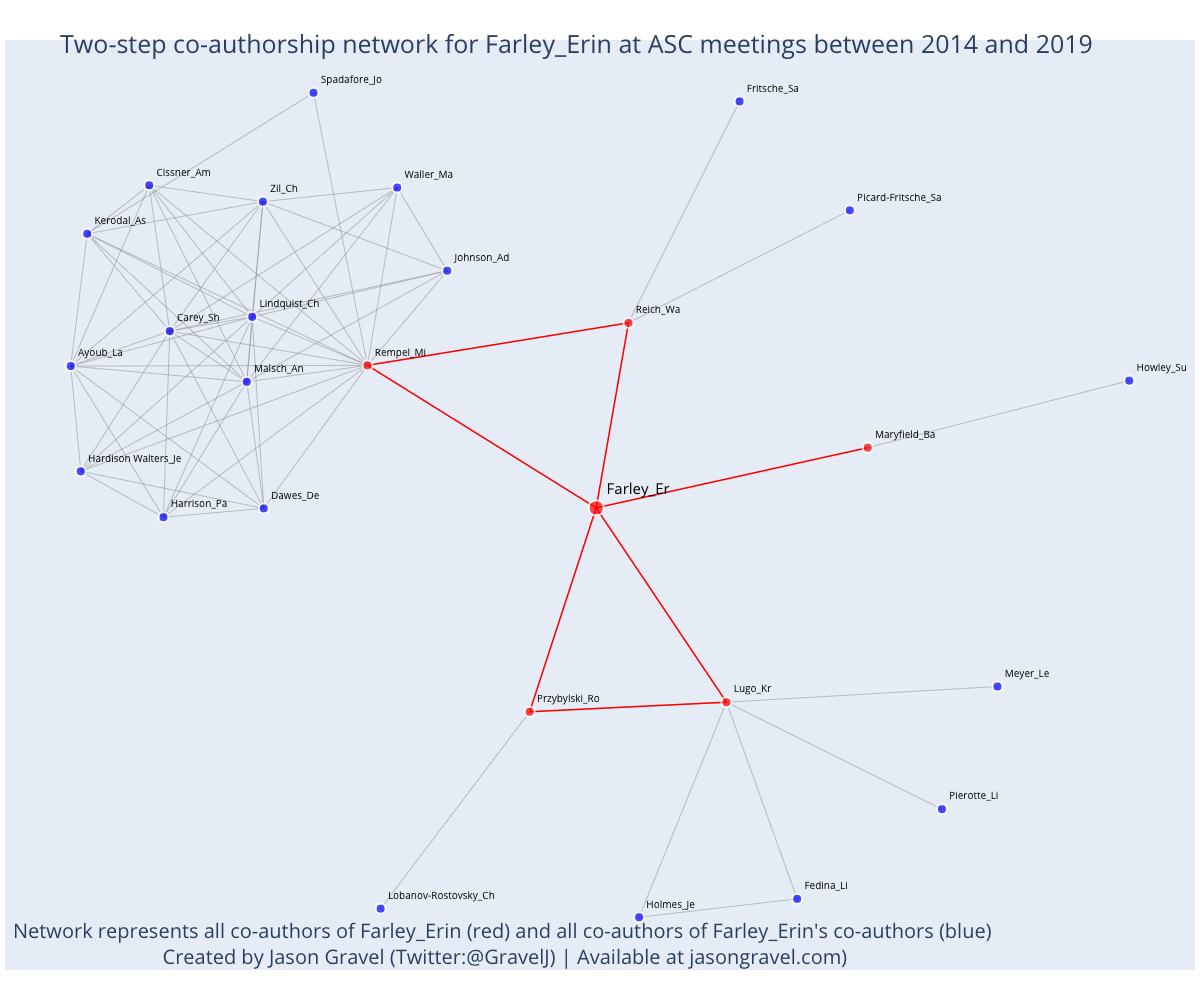 Two-step co-authorship network for Farley_Erin at ASC meetings between 2014 and 2019
Spadafore_Jo
Fritsche_Sa
Cissner_Am
Waller_Ma
Zil_Ch
Picard-Fritsche_Sa
Kerodal_As
Johnson_Ad
Lindquist_Ch
Reich_Wa
Carey_Sh
Ayoub_La
Rempel_Mi
Malsch_An
Howley_Su
Maryfield_Ba
Hardison Walters_Je
Farley_Er
Dawes_De
Harrison_Pa
Meyer_Le
Lugo_Kr
Przybylski_Ro
Pierotte_Li
Fedina_Li
Lobanov-Rostovsky_Ch
Holmes_Je
Network represents all co-authors of Farley_Erin (red) and all co-authors of Farley_Erin's co-authors (blue)
Created by Jason Gravel (Twitter:@GravelJ) | Available at jasongravel.com)